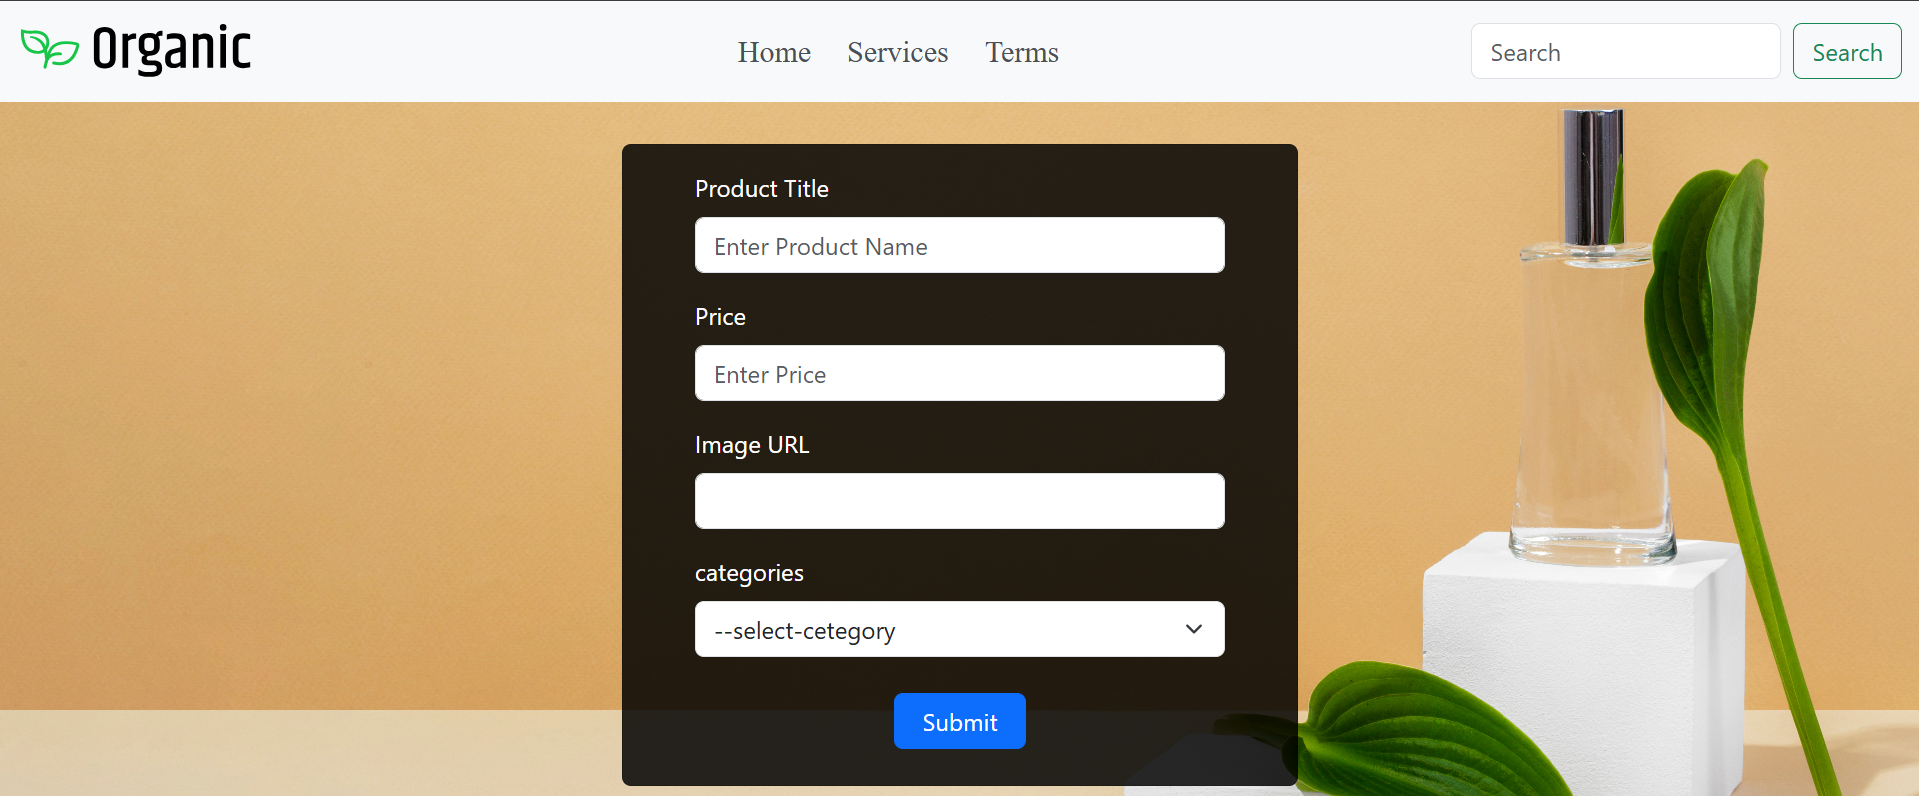 Organic
Home Services Terms
Search Search
Product Title
Enter Product Name
Price
Enter Price
Image URL
categories
--select-cetegory
Submit